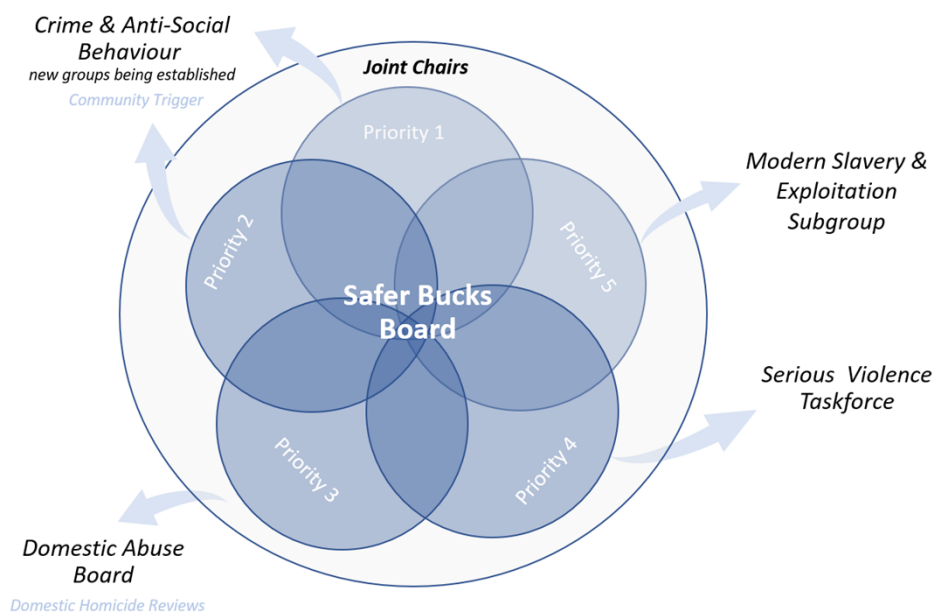 Crime & Anti-Social
Behaviour
new groups being established
Community Trigger
Joint Chairs
Priority 1
Priority 2
Priority 5
Modern Slavery &
Exploitation
Subgroup
Safer Bucks
Board
Serious Violence
Taskforce
Priority 3
Priority 4
Domestic Abuse
Board
Domestic Homicide Reviews